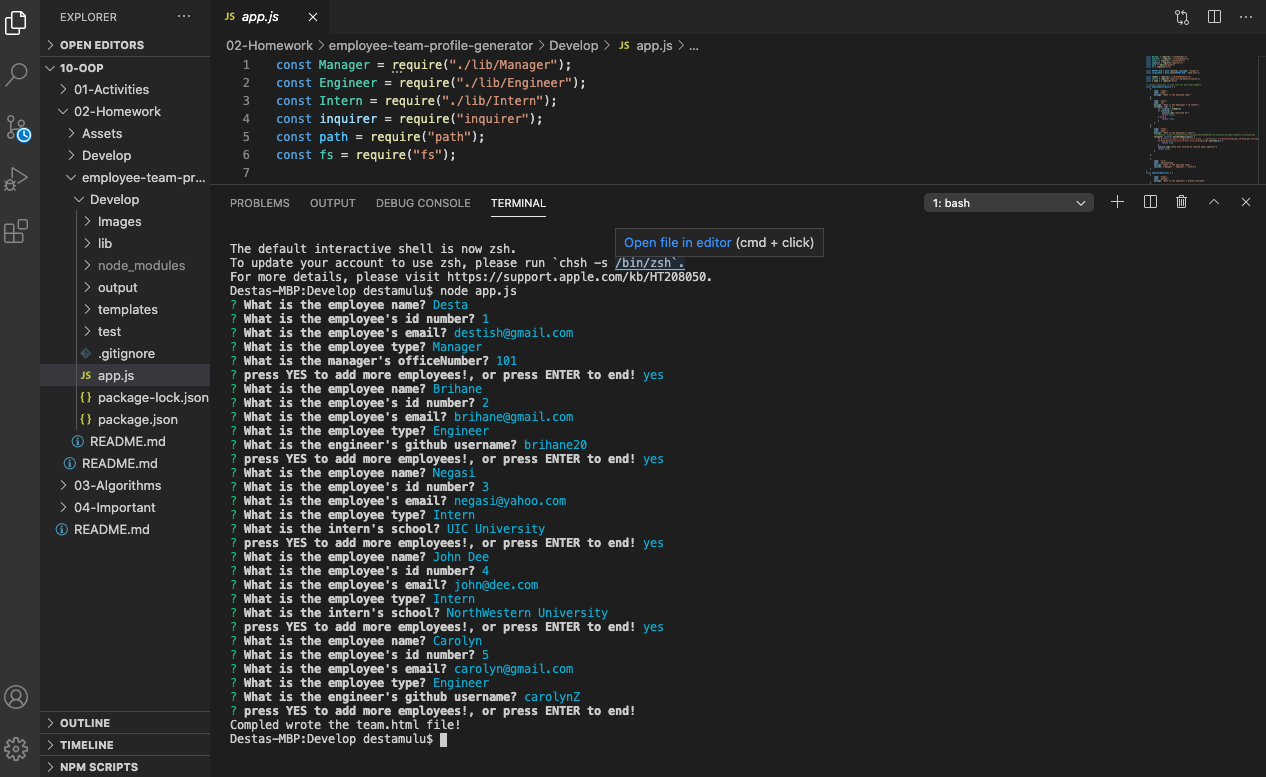 EXPLORER
OPEN EDITORS
10-OOP
01-Activities
02-Homework
Assets
Develop
employee-team-pr...
Develop
Images
lib
node_modules
output
templates
test
.gitignore
JS app.js
{} package-lock.json
{} package.json
README.md
README.md
03-Algorithms
04-Important
README.md
OUTLINE
TIMELINE
NPM SCRIPTS
JS app.js
02-Homework > employee-team-profile-generator > Develop > JS app.js > ...
1 const Manager = require("./lib/Manager");
2 const Engineer = require("./lib/Engineer");
3 const Intern = require("./lib/Intern");
4 const inquirer = require("inquirer");
5 const path = require("path");
6 const fs = require("fs");
7
PROBLEMS OUTPUT DEBUG CONSOLE TERMINAL 1: bash
Open file in editor (cmd + click)
The default interactive shell is now zsh.
To update your account to use zsh, please run `chsh -s /bin/zsh`.
For more details, please visit https://support.apple.com/kb/HT208050.
Destas-MBP:Develop destamulu$ node app.js
? What is the employee name? Desta
? What is the employee's id number? 1
? What is the employee's email? destish@gmail.com
? What is the employee type? Manager
? What is the manager's officeNumber? 101
? press YES to add more employees!, or press ENTER to end! yes
? What is the employee name? Brihane
? What is the employee's id number? 2
? What is the employee's email? brihane@gmail.com
? What is the employee type? Engineer
? What is the engineer's github username? brihane20
? press YES to add more employees!, or press ENTER to end! yes
? What is the employee name? Negasi
? What is the employee's id number? 3
? What is the employee's email? negasi@yahoo.com
? What is the employee type? Intern
? What is the intern's school? UIC University
? press YES to add more employees!, or press ENTER to end! yes
? What is the employee name? John Dee
? What is the employee's id number? 4
? What is the employee's email? john@dee.com
? What is the employee type? Intern
? What is the intern's school? NorthWestern University
? press YES to add more employees!, or press ENTER to end! yes
? What is the employee name? Carolyn
? What is the employee's id number? 5
? What is the employee's email? carolyn@gmail.com
? What is the employee type? Engineer
? What is the engineer's github username? carolynZ
? press YES to add more employees!, or press ENTER to end!
Compled wrote the team.html file!
Destas-MBP:Develop destamulu$